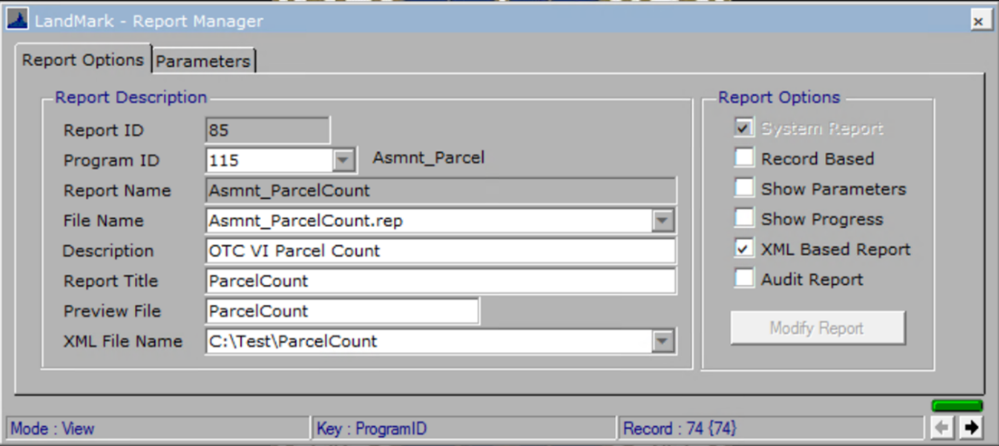 LandMark - Report Manager
Report Options Parameters
Report Description
Report ID 85
Program ID 115 Asmnt_Parcel
Report Name Asmnt_ParcelCount
File Name Asmnt_ParcelCount.rep
Description OTC VI Parcel Count
Report Title ParcelCount
Preview File ParcelCount
XML File Name C:\Test\ParcelCount
Report Options
System Report
Record Based
Show Parameters
Show Progress
XML Based Report
Audit Report
Modify Report
Mode : View Key : ProgramID Record : 74 {74}